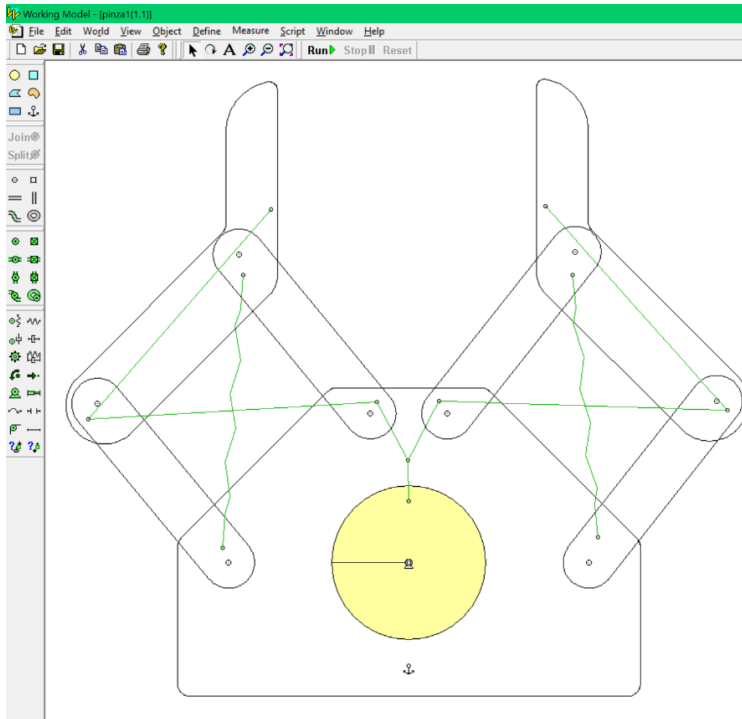 Working Model - [pinza1(1.1)]
File Edit World View Object Define Measure Script Window Help
A Run Stop Reset
Join
Split